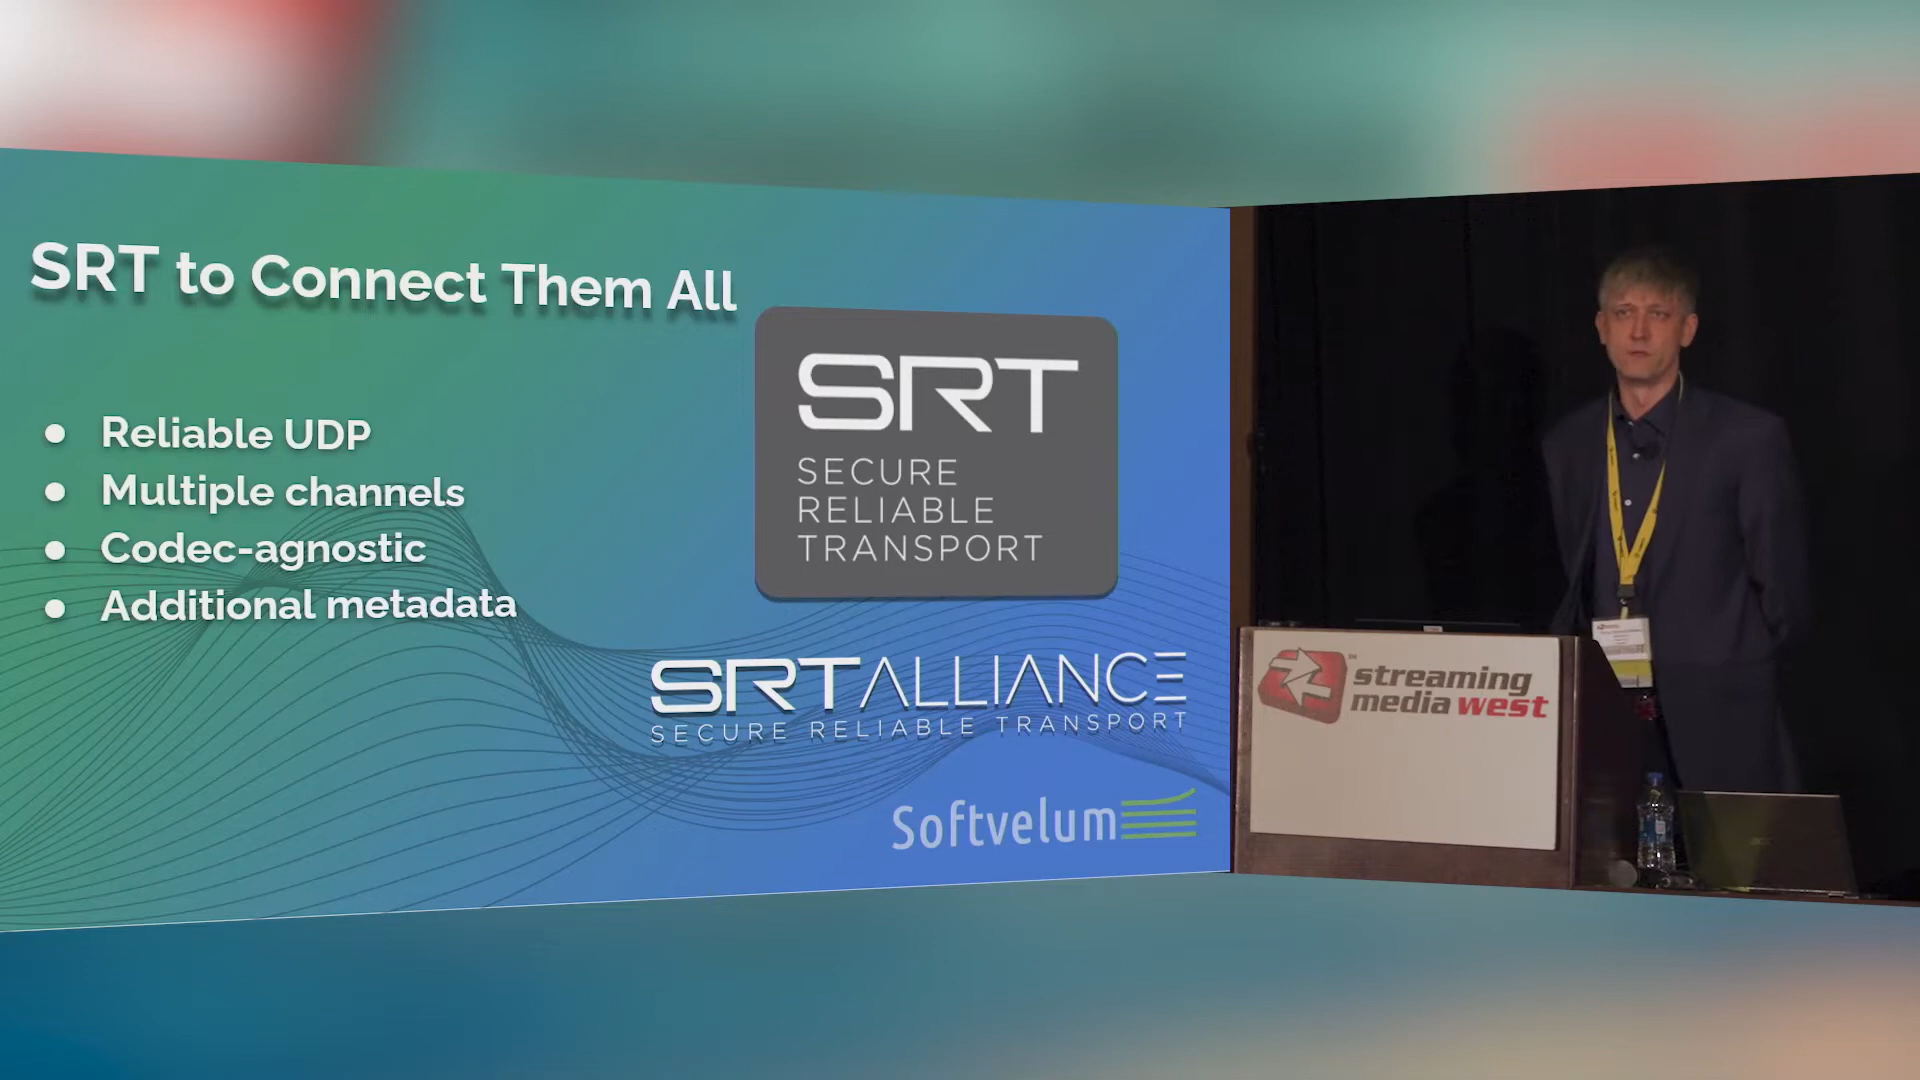 SRT to Connect Them All
Reliable UDP
Multiple channels
Codec-agnostic
Additional metadata
SRT
SECURE
RELIABLE
TRANSPORT
SRTALLIANCE
SECURE RELIABLE TRANSPORT
Softvelum
streaming
media west
acer